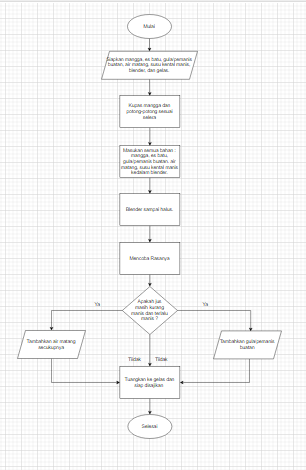 Mulai
Siapkan mangga, es batu, gula/pemanis
buatan, air matang, susu kental manis,
blender, dan gelas.
Kupas mangga dan
potong-potong sesuai
selera
Masukan semua bahan :
mangga, es batu,
gula/pemanis buatan, air
matang, susu kental manis
kedalam blender.
Blender sampai halus.
Mencoba Rasanya
Apakah jus
masih kurang
manis dan terlalu
manis ?
Ya
Ya
Tambahkan air matang
secukupnya
Tambahkan gula/pemanis
buatan
Tidak
Tidak
Tuangkan ke gelas dan
siap disajikan
Selesai